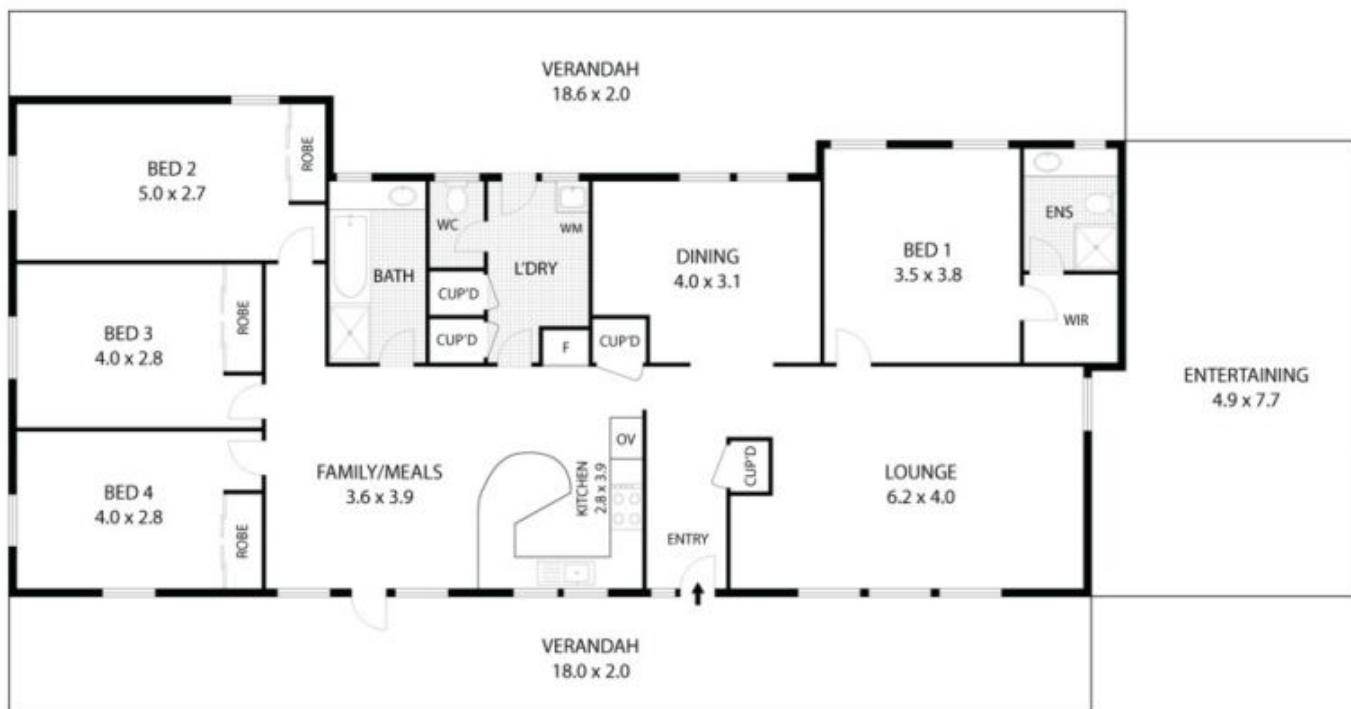 VERANDAH
18.6 x 2.0
BED 2
5.0 x 2.7
ROBE
WC
WM
BATH
L'DRY
CUP'D
CUP'D
F
CUP'D
DINING
4.0 x 3.1
BED 1
3.5 x 3.8
ENS
WIR
BED 3
4.0 x 2.8
ROBE
ENTERTAINING
4.9 x 7.7
BED 4
4.0 x 2.8
ROBE
FAMILY/MEALS
3.6 x 3.9
OV
KITCHEN
2.8 x 3.9
ENTRY
CUP'D
LOUNGE
6.2 x 4.0
VERANDAH
18.0 x 2.0